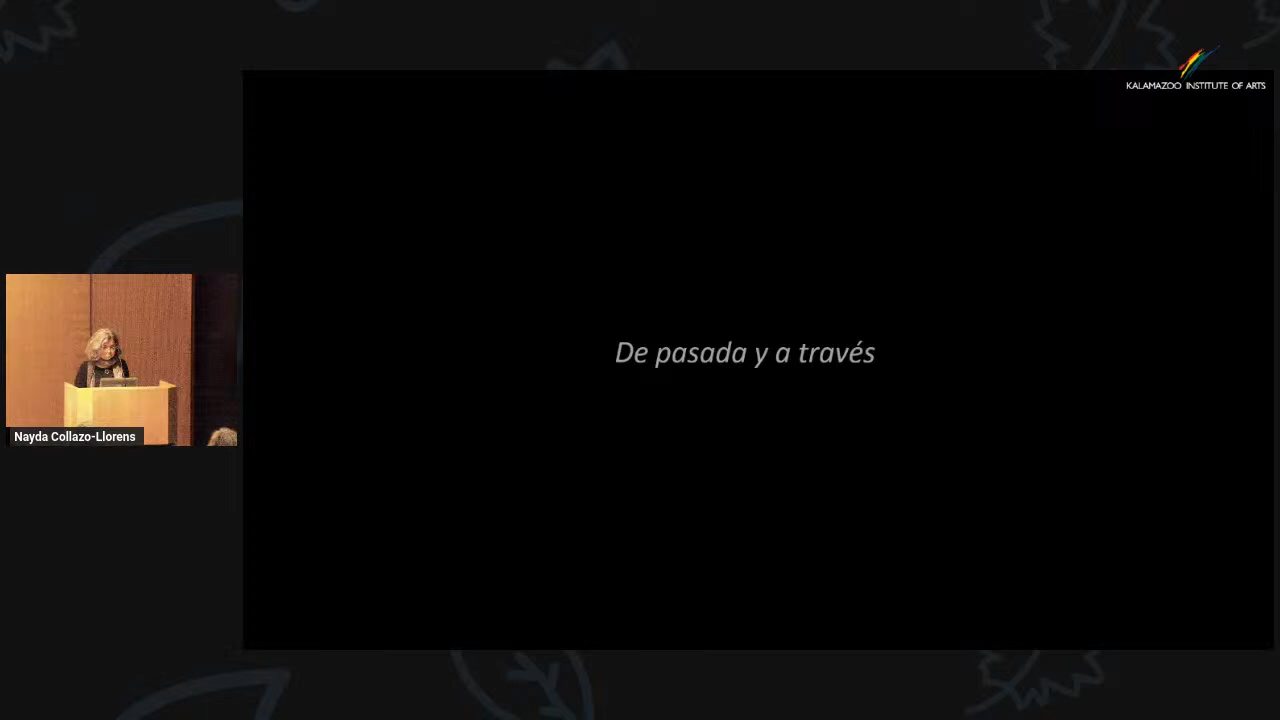 KALAMAZOO INSTITUTE OF ARTS
De pasada y a través
Nayda Collazo-Llorens